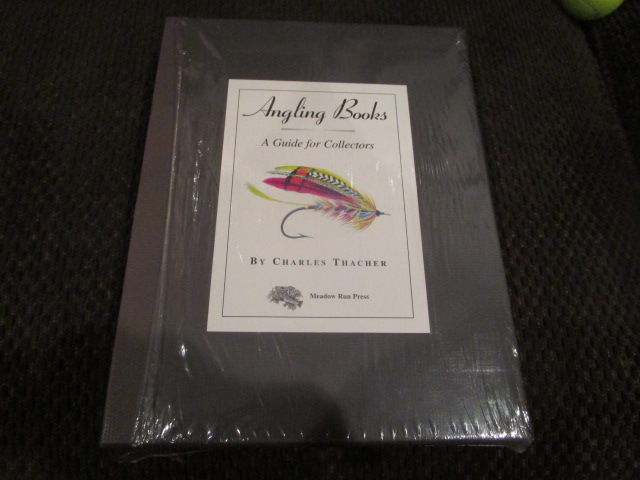 Angling Books
A Guide for Collectors
BY CHARLES THACHER
Meadow Run Press